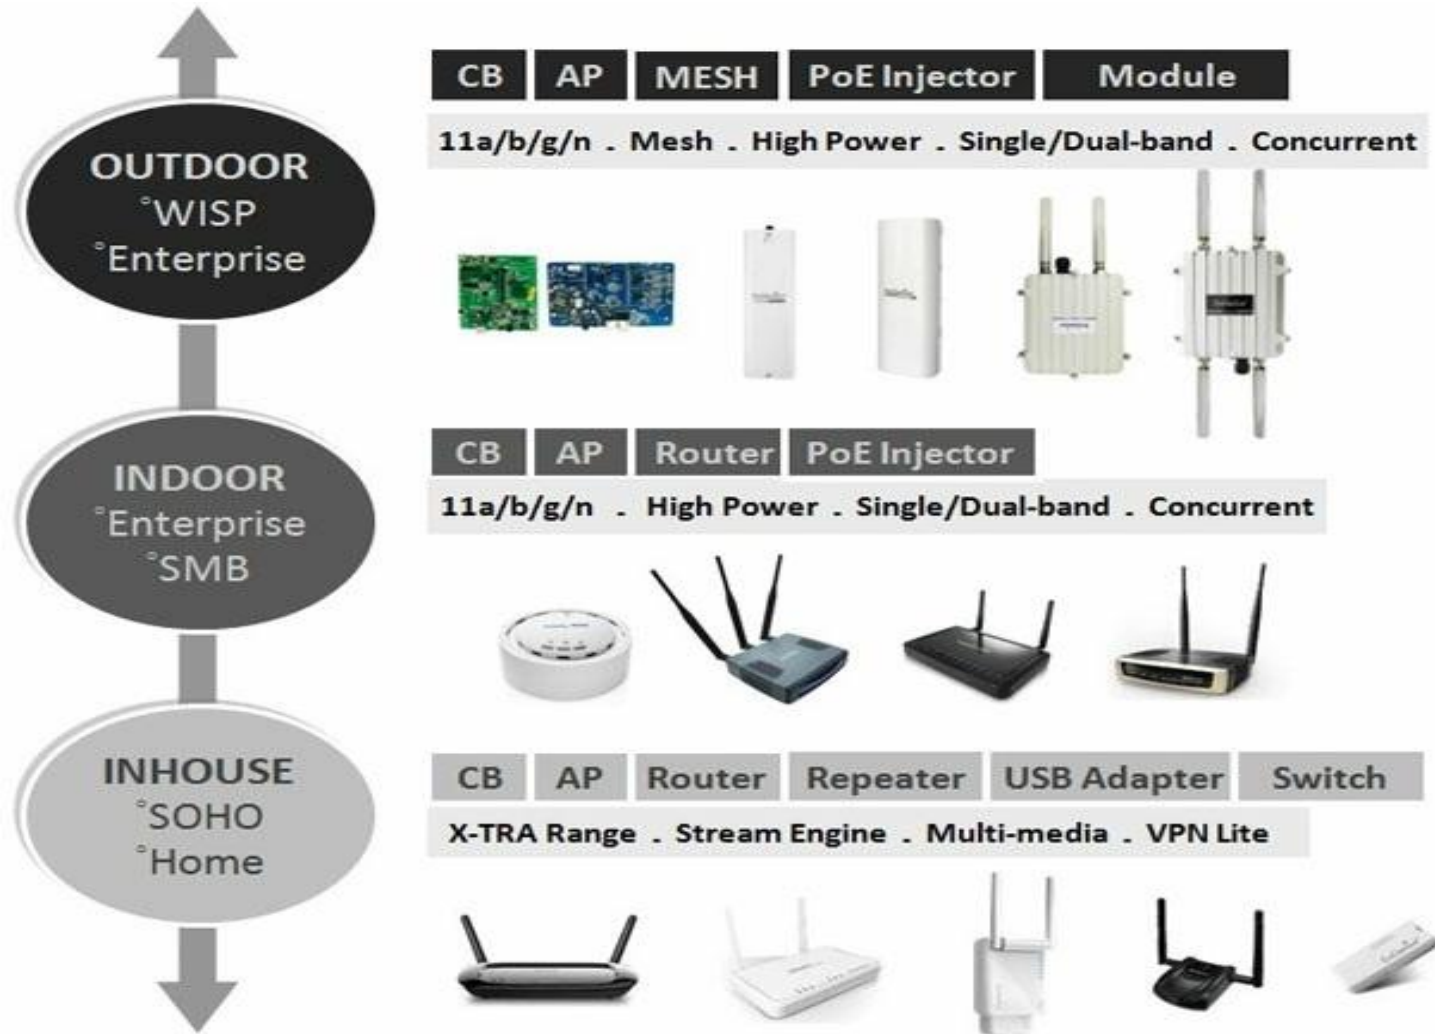 OUTDOOR
°WISP
°Enterprise
CB AP MESH PoE Injector Module
11a/b/g/n . Mesh . High Power . Single/Dual-band . Concurrent
INDOOR
°Enterprise
°SMB
CB AP Router PoE Injector
11a/b/g/n . High Power . Single/Dual-band . Concurrent
INHOUSE
°SOHO
°Home
CB AP Router Repeater USB Adapter Switch
X-TRA Range . Stream Engine . Multi-media . VPN Lite